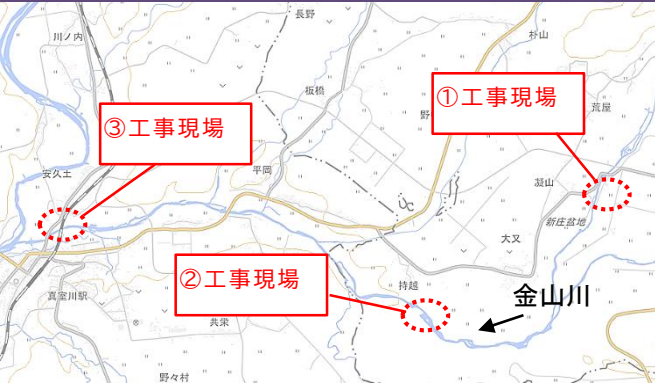 長野
川ノ内
朴山
板橋
①工事現場
野
荒屋
③工事現場
安久土
平岡
凝山
新庄盆地
大又
②工事現場
持越
金山川
真室川駅
共栄
野々村